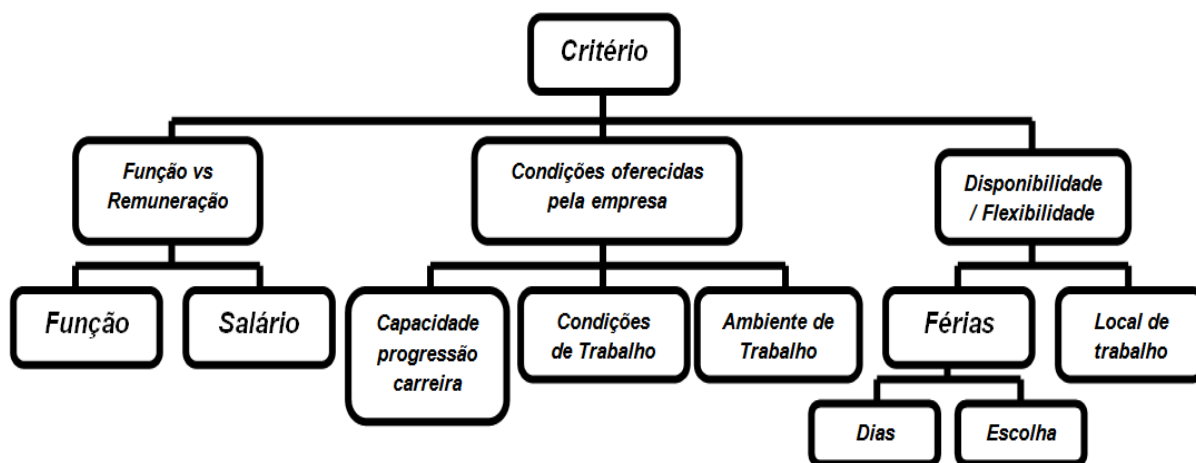 Critério
Função vs
Remuneração
Condições oferecidas
pela empresa
Disponibilidade
/ Flexibilidade
Função
Salário
Capacidade
progressão
carreira
Condições
de Trabalho
Ambiente de
Trabalho
Férias
Local de
trabalho
Dias
Escolha